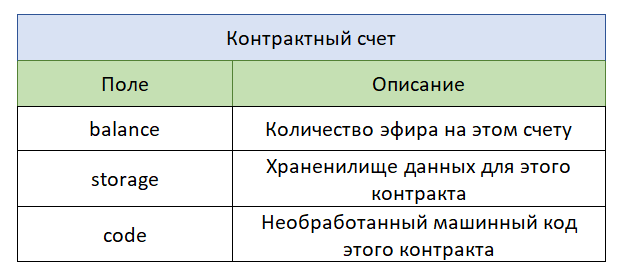 Контрактный счет
Поле Описание
balance Количество эфира на этом счету
storage Храненилище данных для этого
контракта
code Необработанный машинный код
этого контракта